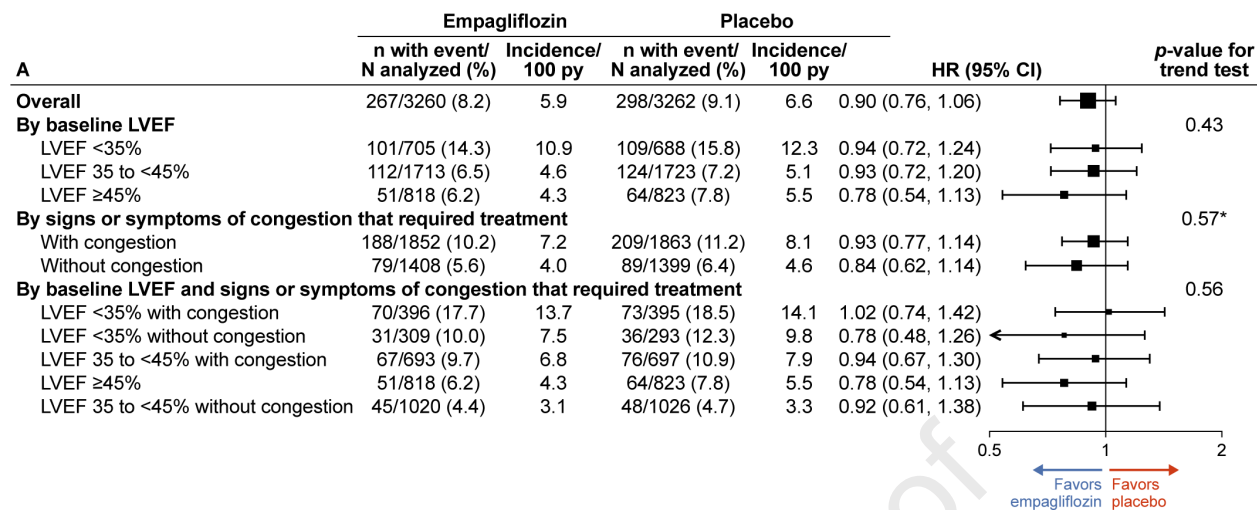 Empagliflozin Placebo
A n with event/ N analyzed (%) Incidence/ 100 py n with event/ N analyzed (%) Incidence/ 100 py HR (95% CI) p-value for trend test
Overall 267/3260 (8.2) 5.9 298/3262 (9.1) 6.6 0.90 (0.76, 1.06)
By baseline LVEF 0.43
LVEF <35% 101/705 (14.3) 10.9 109/688 (15.8) 12.3 0.94 (0.72, 1.24)
LVEF 35 to <45% 112/1713 (6.5) 4.6 124/1723 (7.2) 5.1 0.93 (0.72, 1.20)
LVEF ≥45% 51/818 (6.2) 4.3 64/823 (7.8) 5.5 0.78 (0.54, 1.13)
By signs or symptoms of congestion that required treatment 0.57*
With congestion 188/1852 (10.2) 7.2 209/1863 (11.2) 8.1 0.93 (0.77, 1.14)
Without congestion 79/1408 (5.6) 4.0 89/1399 (6.4) 4.6 0.84 (0.62, 1.14)
By baseline LVEF and signs or symptoms of congestion that required treatment 0.56
LVEF <35% with congestion 70/396 (17.7) 13.7 73/395 (18.5) 14.1 1.02 (0.74, 1.42)
LVEF <35% without congestion 31/309 (10.0) 7.5 36/293 (12.3) 9.8 0.78 (0.48, 1.26)
LVEF 35 to <45% with congestion 67/693 (9.7) 6.8 76/697 (10.9) 7.9 0.94 (0.67, 1.30)
LVEF ≥45% 51/818 (6.2) 4.3 64/823 (7.8) 5.5 0.78 (0.54, 1.13)
LVEF 35 to <45% without congestion 45/1020 (4.4) 3.1 48/1026 (4.7) 3.3 0.92 (0.61, 1.38)
0.5 1 2
Favors empagliflozin Favors placebo
of